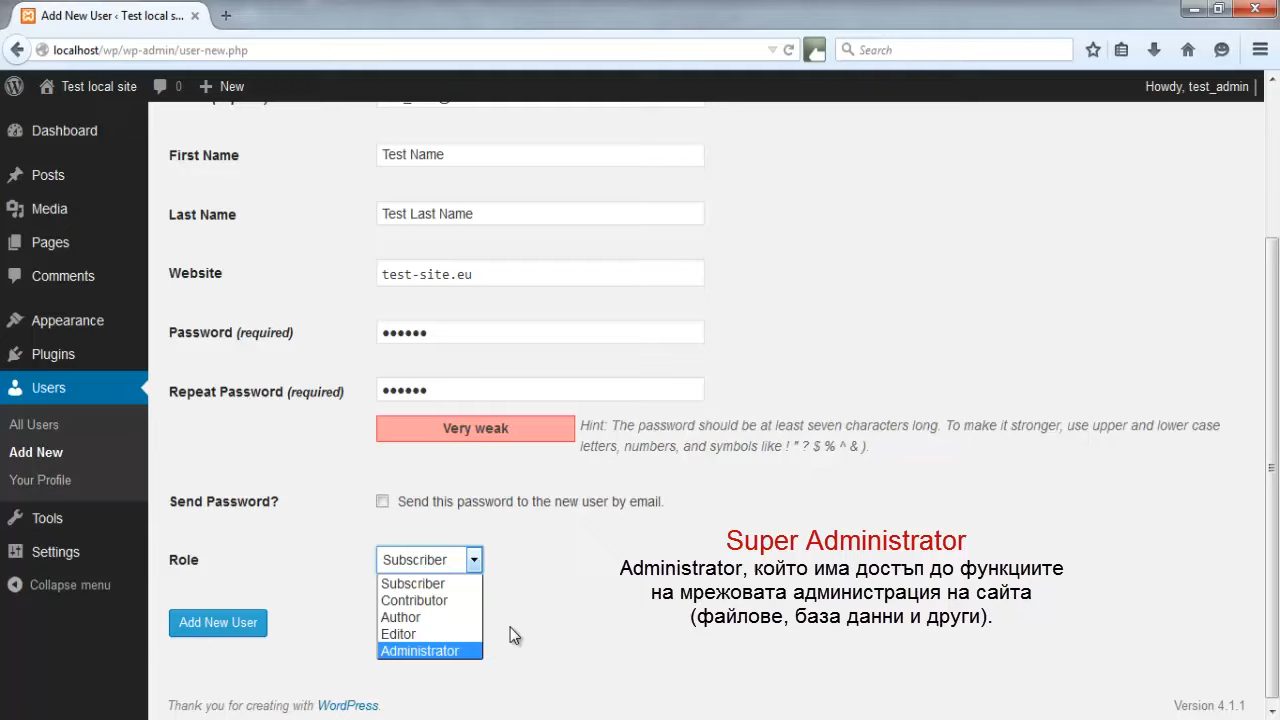 Add New User ‹ Test local s...
localhost/wp/wp-admin/user-new.php
Search
Test local site
0
New
Howdy, test_admin
Dashboard
Posts
Media
Pages
Comments
Appearance
Plugins
Users
All Users
Add New
Your Profile
Tools
Settings
Collapse menu
First Name
Test Name
Last Name
Test Last Name
Website
test-site.eu
Password (required)
••••••
Repeat Password (required)
••••••
Very weak
Hint: The password should be at least seven characters long. To make it stronger, use upper and lower case
letters, numbers, and symbols like ! " ? $ % ^ & ).
Send Password?
Send this password to the new user by email.
Role
Subscriber
Subscriber
Contributor
Author
Editor
Administrator
Add New User
Super Administrator
Administrator, който има достъп до функциите
на мрежовата администрация на сайта
(файлове, база данни и други).
Thank you for creating with WordPress.
Version 4.1.1